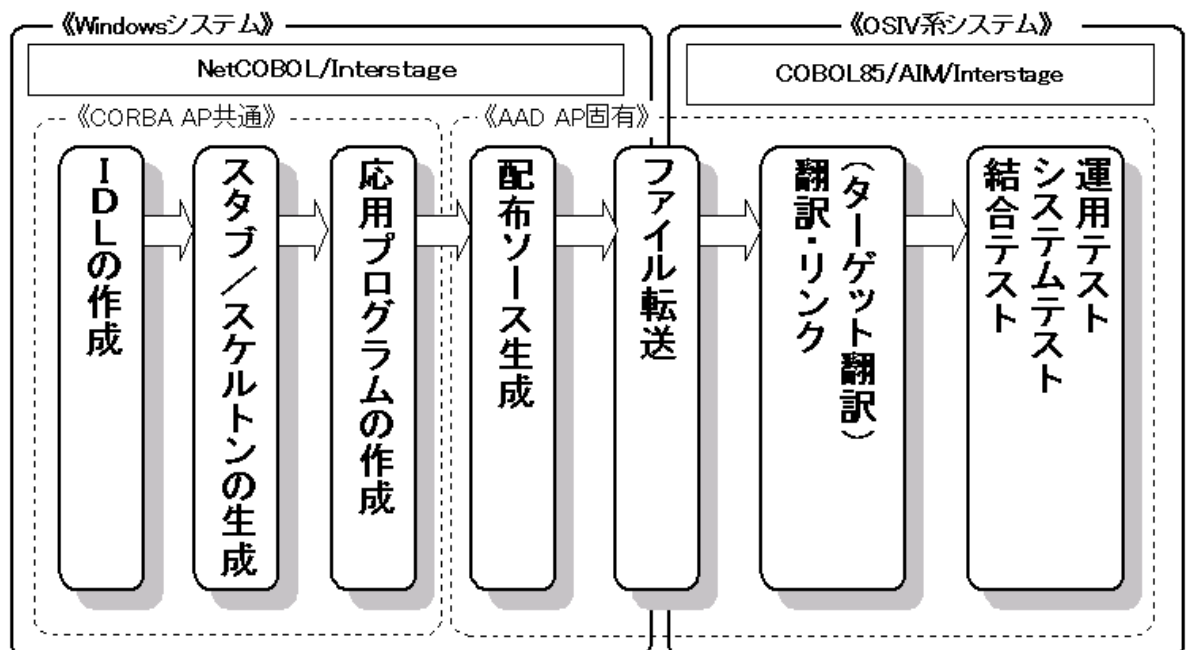 《Windowsシステム》
《OSIV系システム》
NetCOBOL/Interstage
COBOL85/AIM/Interstage
《CORBA AP共通》
《AAD AP固有》
IDLの作成
スタブ／スケルトンの生成
応用プログラムの作成
配布ソース生成
ファイル転送
（ターゲット翻訳）
翻訳・リンク
運用テスト
システムテスト
結合テスト